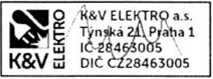 K&V
ELEKTRO
K&V ELEKTRO a.s.
Týnská 21, Praha 1
IČ 28463005
DIČ CZ28463005